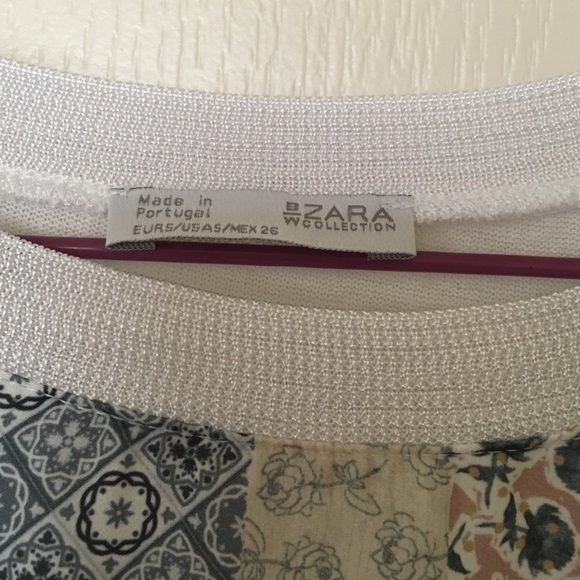 Made in
Portugal
EUR S/USA S/MEX 26
B/W ZARA
COLLECTION